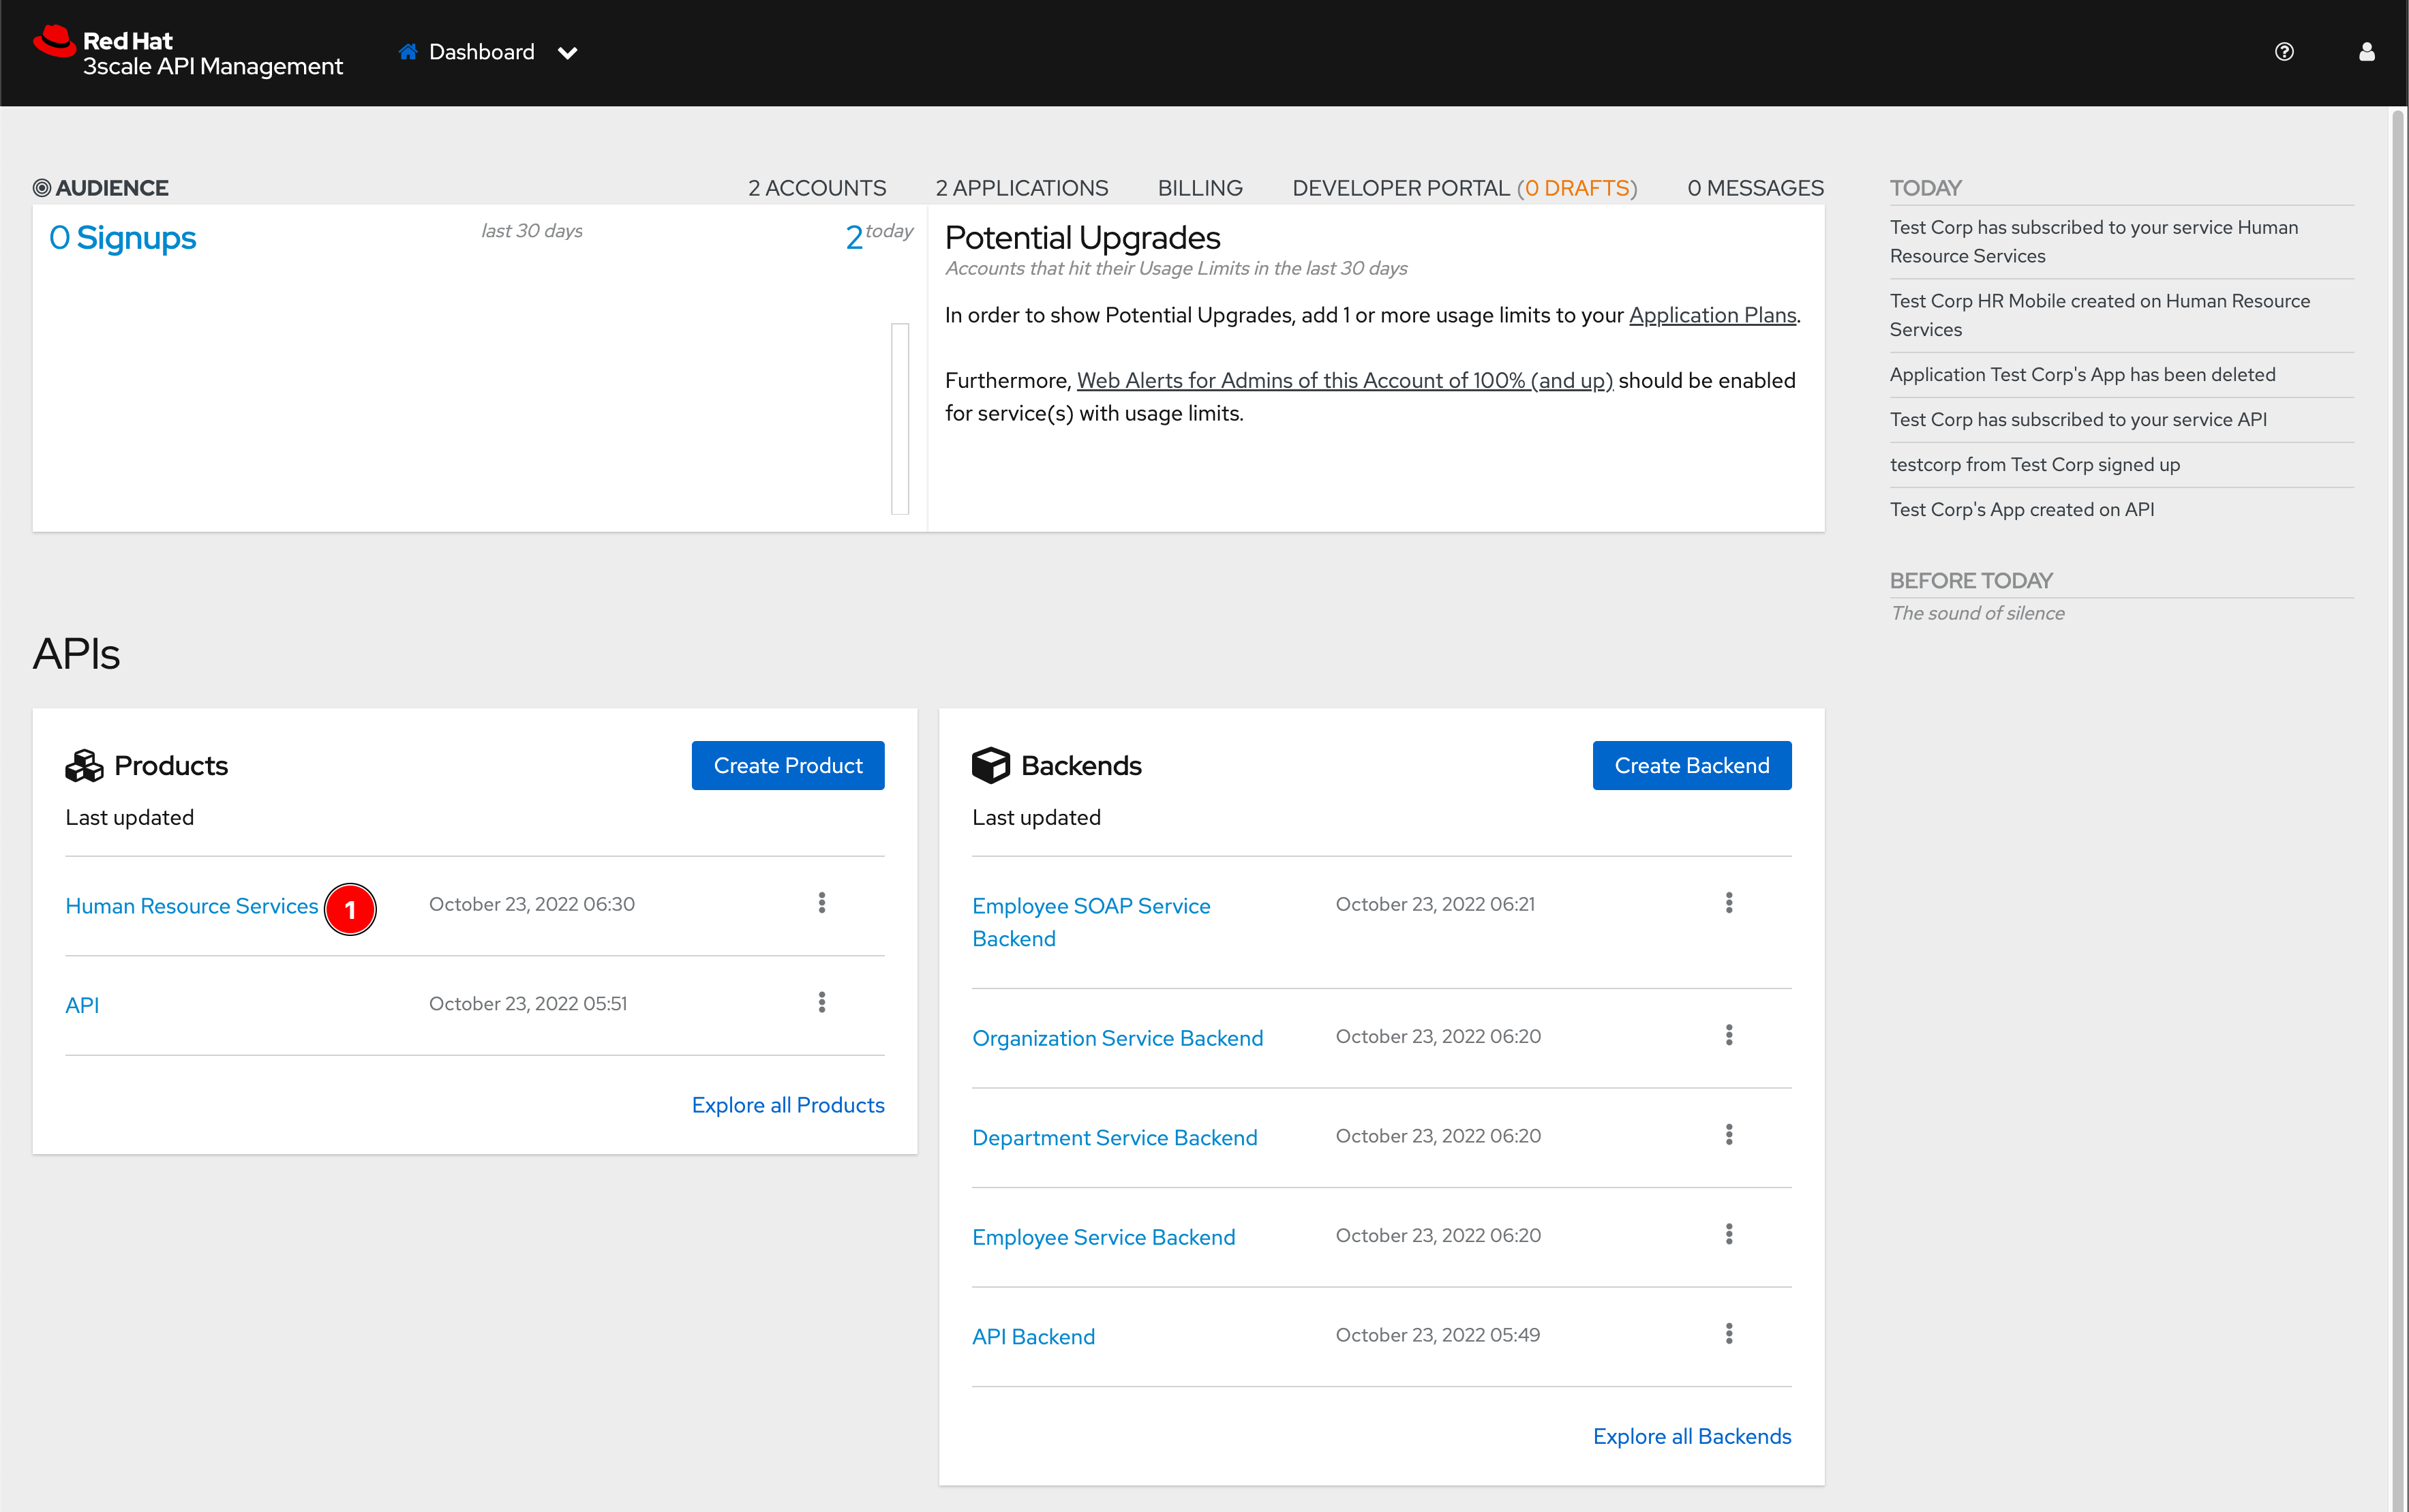 Red Hat
3scale API Management
Dashboard
AUDIENCE
2 ACCOUNTS
2 APPLICATIONS
BILLING
DEVELOPER PORTAL (0 DRAFTS)
0 MESSAGES
0 Signups
last 30 days
2 today
Potential Upgrades
Accounts that hit their Usage Limits in the last 30 days
In order to show Potential Upgrades, add 1 or more usage limits to your Application Plans.
Furthermore, Web Alerts for Admins of this Account of 100% (and up) should be enabled
for service(s) with usage limits.
TODAY
Test Corp has subscribed to your service Human
Resource Services
Test Corp HR Mobile created on Human Resource
Services
Application Test Corp's App has been deleted
Test Corp has subscribed to your service API
testcorp from Test Corp signed up
Test Corp's App created on API
BEFORE TODAY
The sound of silence
APIs
Products
Create Product
Last updated
Human Resource Services
1
October 23, 2022 06:30
API
October 23, 2022 05:51
Explore all Products
Backends
Create Backend
Last updated
Employee SOAP Service
Backend
October 23, 2022 06:21
Organization Service Backend
October 23, 2022 06:20
Department Service Backend
October 23, 2022 06:20
Employee Service Backend
October 23, 2022 06:20
API Backend
October 23, 2022 05:49
Explore all Backends